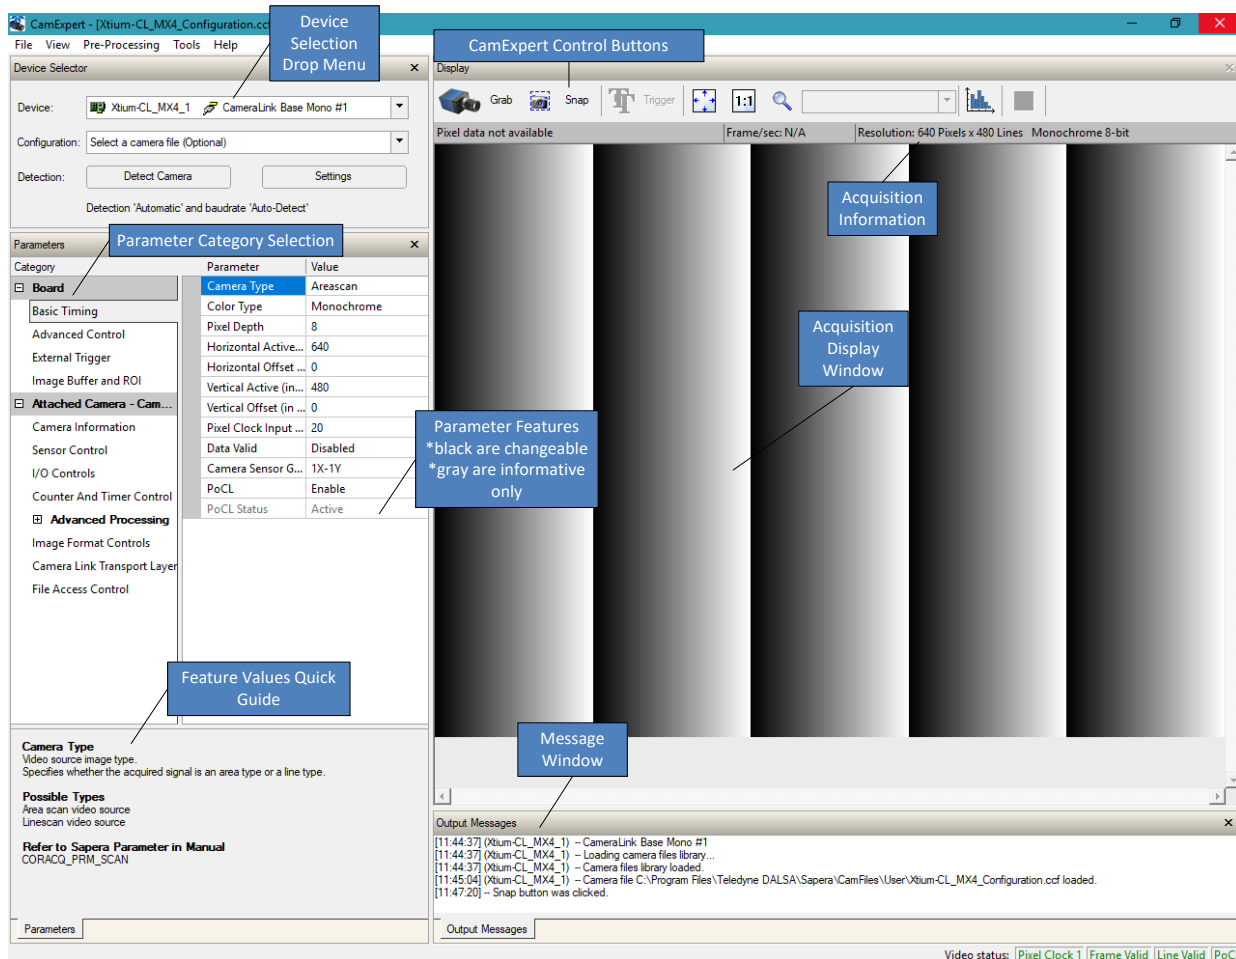 CamExpert - [Xtium-CL_MX4_Configuration.ccf
Device
Selection
Drop Menu
File View Pre-Processing Tools Help
CamExpert Control Buttons
Device Selector
Display
Device: Xtium-CL_MX4_1 CameraLink Base Mono #1
Grab Snap Trigger 1:1
Configuration: Select a camera file (Optional)
Pixel data not available Frame/sec: N/A Resolution: 640 Pixels x 480 Lines Monochrome 8-bit
Detection: Detect Camera Settings
Detection 'Automatic' and baudrate 'Auto-Detect'
Acquisition
Information
Parameters
Parameter Category Selection
Category Parameter Value
Board Camera Type Areascan
Basic Timing Color Type Monochrome
Advanced Control Pixel Depth 8
External Trigger Horizontal Active... 640
Image Buffer and ROI Horizontal Offset ... 0
Vertical Active (in... 480
Attached Camera - Cam... Vertical Offset (in ... 0
Camera Information Pixel Clock Input ... 20
Sensor Control Data Valid Disabled
I/O Controls Camera Sensor G... 1X-1Y
Counter And Timer Control PoCL Enable
Advanced Processing PoCL Status Active
Image Format Controls
Camera Link Transport Layer
File Access Control
Acquisition
Display
Window
Parameter Features
*black are changeable
*gray are informative
only
Feature Values Quick
Guide
Camera Type
Video source image type.
Specifies whether the acquired signal is an area type or a line type.
Possible Types
Area scan video source
Linescan video source
Refer to Sapera Parameter in Manual
CORACQ_PRM_SCAN
Parameters
Message
Window
Output Messages
[11:44:37] (Xtium-CL_MX4_1) -- CameraLink Base Mono #1
[11:44:37] (Xtium-CL_MX4_1) -- Loading camera files library...
[11:44:37] (Xtium-CL_MX4_1) -- Camera files library loaded.
[11:45:04] (Xtium-CL_MX4_1) -- Camera file C:\Program Files\Teledyne DALSA\Sapera\CamFiles\User\Xtium-CL_MX4_Configuration.ccf loaded.
[11:47:20] -- Snap button was clicked.
Output Messages
Video status: Pixel Clock 1 Frame Valid Line Valid PoC